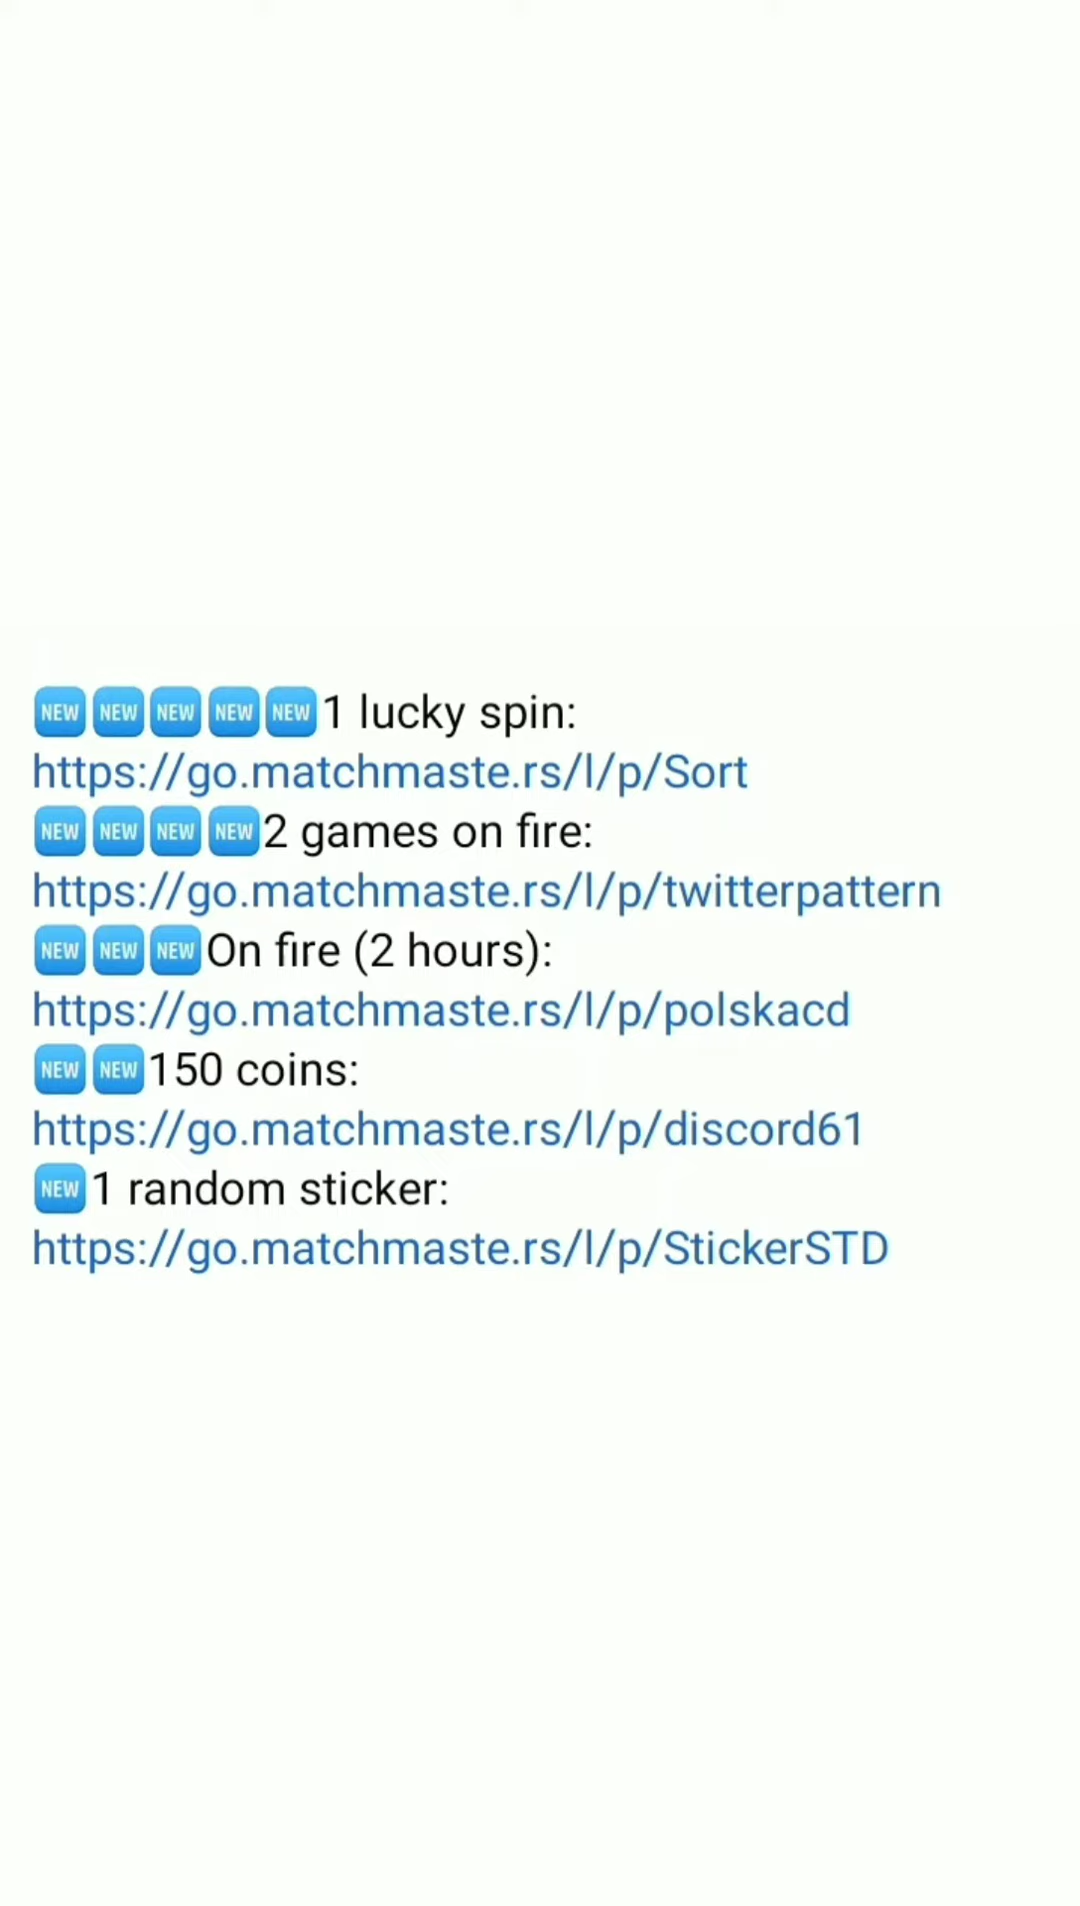 🆕🆕🆕🆕🆕1 lucky spin:
https://go.matchmaste.rs/l/p/Sort
🆕🆕🆕🆕2 games on fire:
https://go.matchmaste.rs/l/p/twitterpattern
🆕🆕🆕On fire (2 hours):
https://go.matchmaste.rs/l/p/polskacd
🆕🆕150 coins:
https://go.matchmaste.rs/l/p/discord61
🆕1 random sticker:
https://go.matchmaste.rs/l/p/StickerSTD